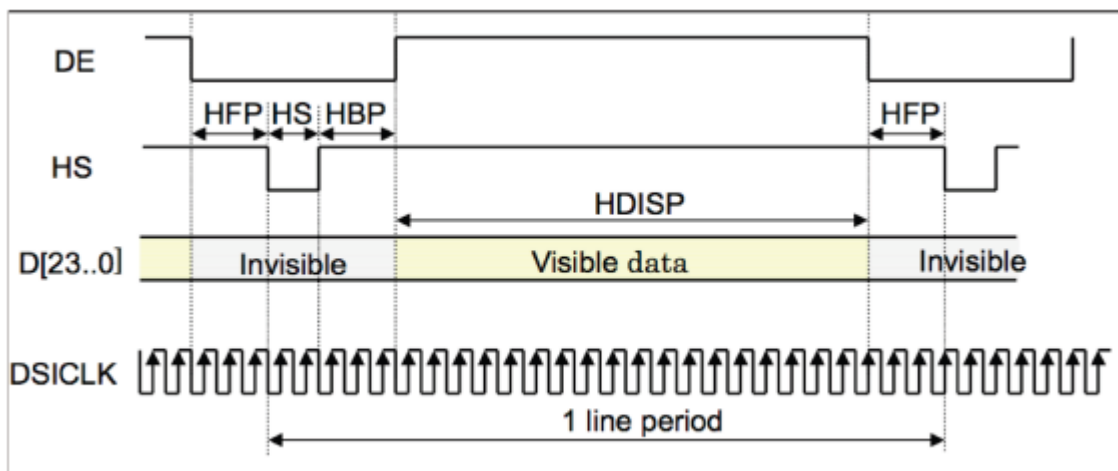 DE
HFP HS HBP HFP
HS
HDISP
D[23..0] Invisible Visible data Invisible
DSICLK
1 line period